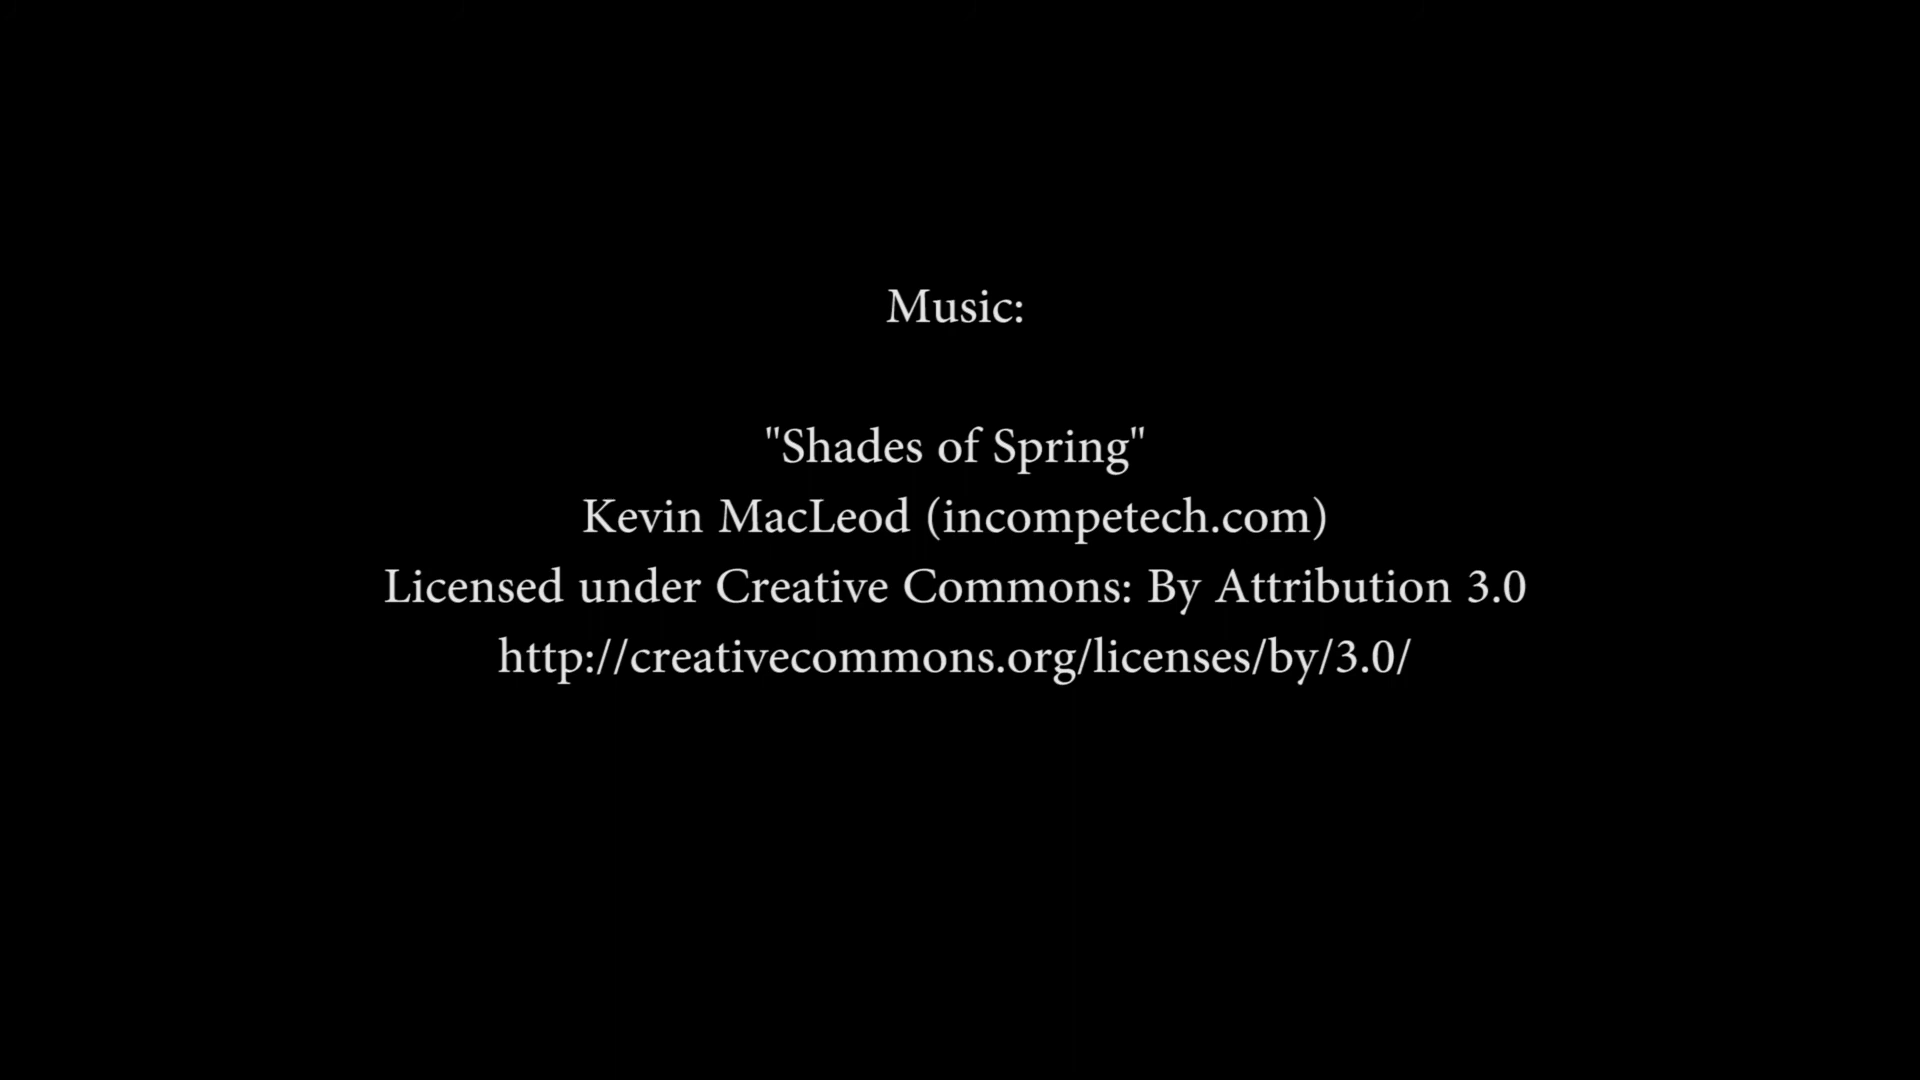 Music:
"Shades of Spring"
Kevin MacLeod (incompetech.com)
Licensed under Creative Commons: By Attribution 3.0
http://creativecommons.org/licenses/by/3.0/